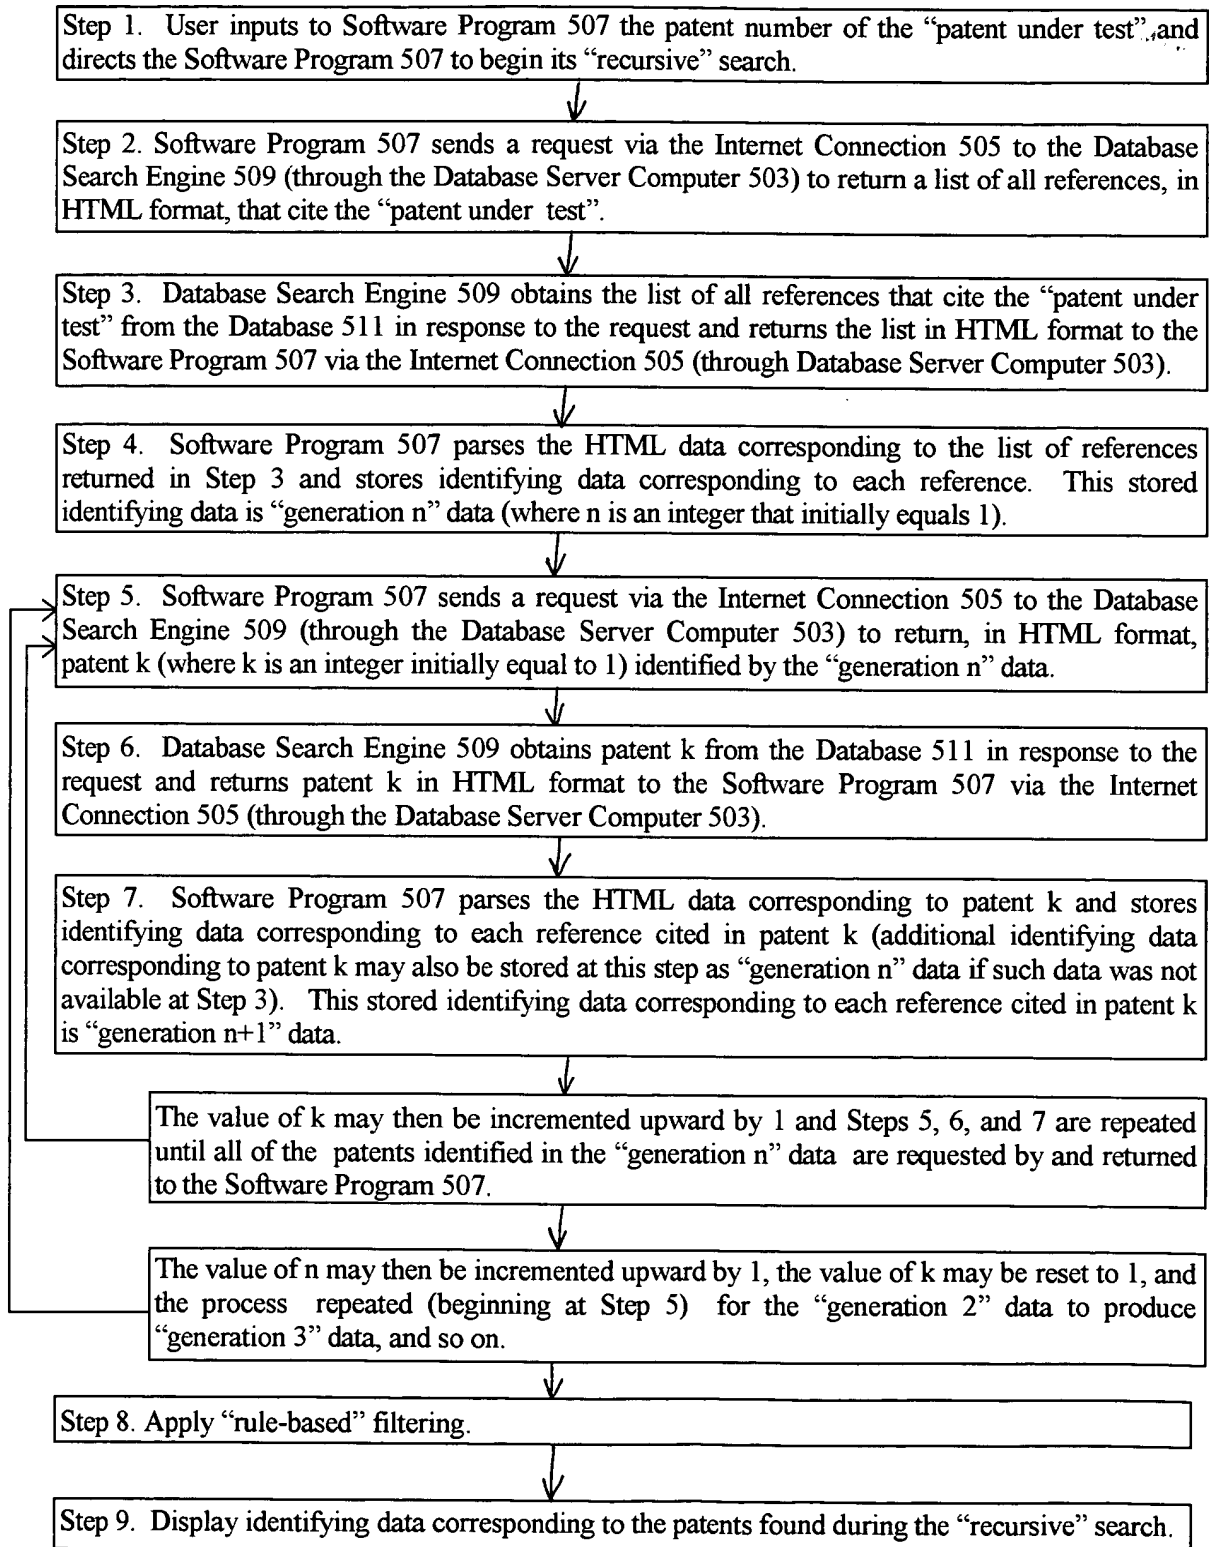 Step 1. User inputs to Software Program 507 the patent number of the “patent under test”, and
directs the Software Program 507 to begin its “recursive” search.
Step 2. Software Program 507 sends a request via the Internet Connection 505 to the Database
Search Engine 509 (through the Database Server Computer 503) to return a list of all references, in
HTML format, that cite the “patent under test”.
Step 3. Database Search Engine 509 obtains the list of all references that cite the “patent under
test” from the Database 511 in response to the request and returns the list in HTML format to the
Software Program 507 via the Internet Connection 505 (through Database Server Computer 503).
Step 4. Software Program 507 parses the HTML data corresponding to the list of references
returned in Step 3 and stores identifying data corresponding to each reference. This stored
identifying data is “generation n” data (where n is an integer that initially equals 1).
Step 5. Software Program 507 sends a request via the Internet Connection 505 to the Database
Search Engine 509 (through the Database Server Computer 503) to return, in HTML format,
patent k (where k is an integer initially equal to 1) identified by the “generation n” data.
Step 6. Database Search Engine 509 obtains patent k from the Database 511 in response to the
request and returns patent k in HTML format to the Software Program 507 via the Internet
Connection 505 (through the Database Server Computer 503).
Step 7. Software Program 507 parses the HTML data corresponding to patent k and stores
identifying data corresponding to each reference cited in patent k (additional identifying data
corresponding to patent k may also be stored at this step as “generation n” data if such data was not
available at Step 3). This stored identifying data corresponding to each reference cited in patent k
is “generation n+1” data.
The value of k may then be incremented upward by 1 and Steps 5, 6, and 7 are repeated
until all of the patents identified in the “generation n” data are requested by and returned
to the Software Program 507.
The value of n may then be incremented upward by 1, the value of k may be reset to 1, and
the process repeated (beginning at Step 5) for the “generation 2” data to produce
“generation 3” data, and so on.
Step 8. Apply “rule-based” filtering.
Step 9. Display identifying data corresponding to the patents found during the “recursive” search.